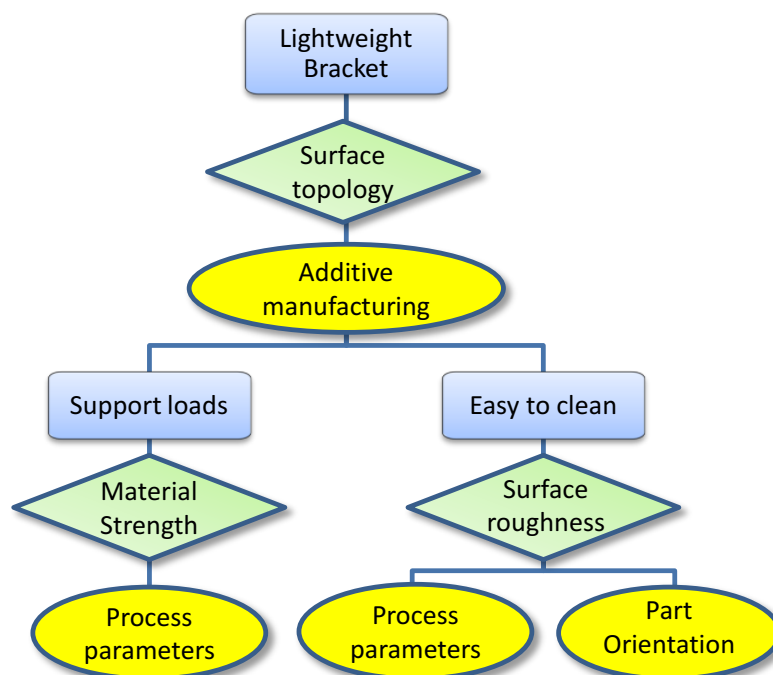 Lightweight
Bracket
Surface
topology
Additive
manufacturing
Support loads
Easy to clean
Material
Strength
Surface
roughness
Process
parameters
Process
parameters
Part
Orientation